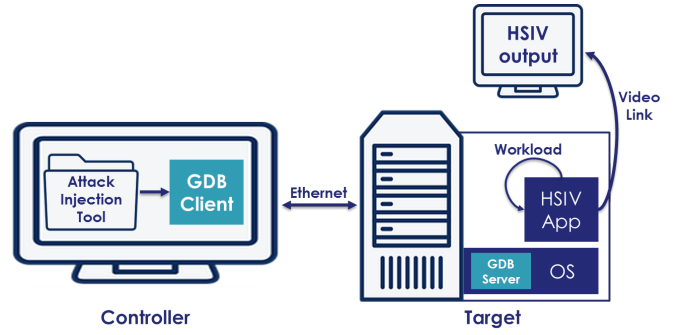 HSIV
output
Video
Link
Workload
Attack
Injection
Tool
GDB
Client
Ethernet
HSIV
App
GDB
Server
OS
Controller
Target